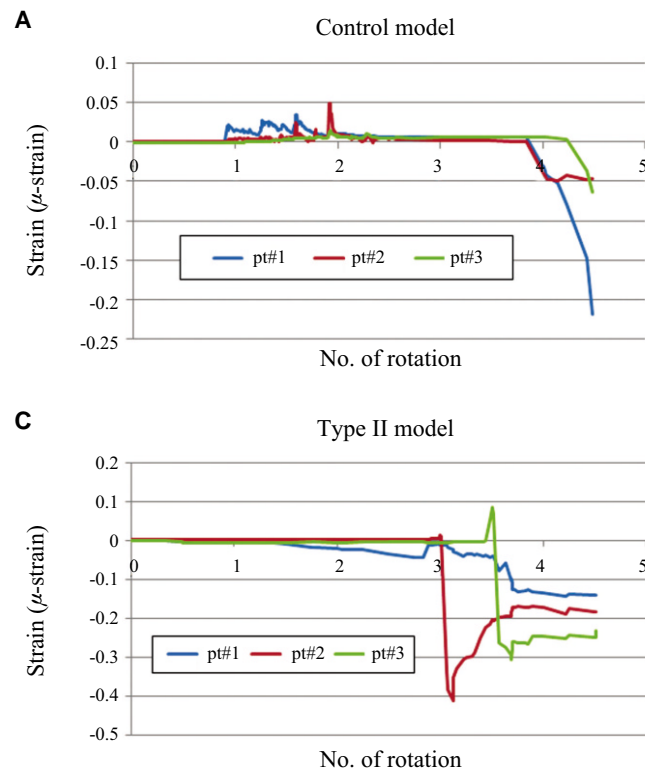 A
Control model
0.1
0.05
0
-0.05
-0.1
-0.15
-0.2
-0.25
0 1 2 3 4 5
Strain (μ-strain)
pt#1 pt#2 pt#3
No. of rotation
C
Type II model
0.2
0.1
0
-0.1
-0.2
-0.3
-0.4
-0.5
0 1 2 3 4 5
Strain (μ-strain)
pt#1 pt#2 pt#3
No. of rotation